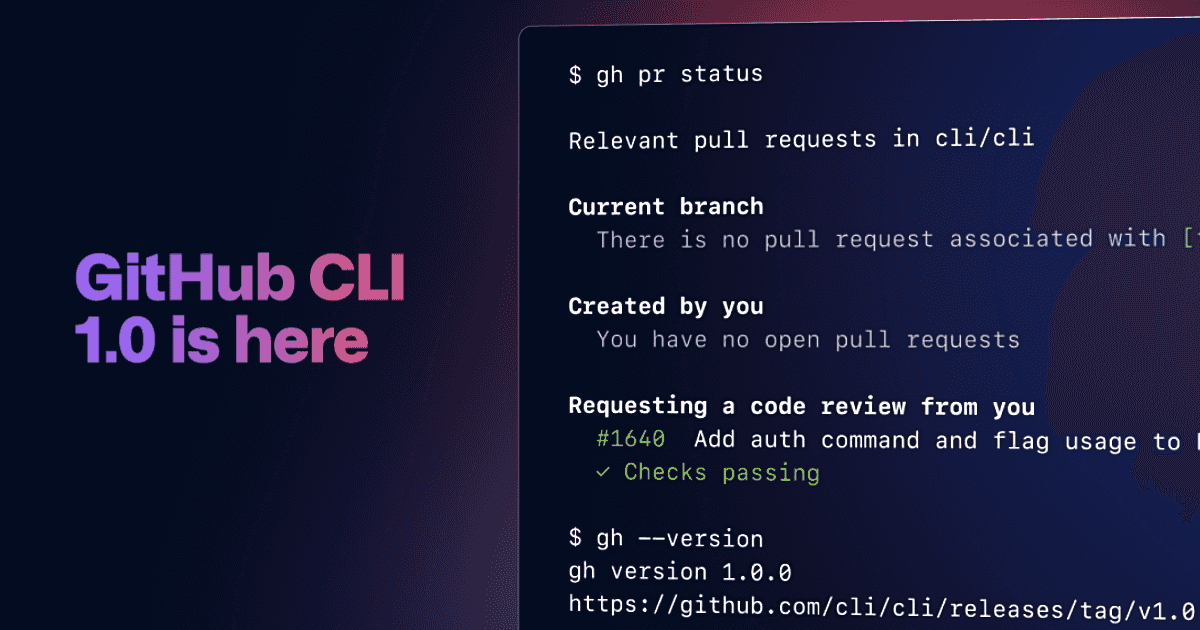 GitHub CLI
1.0 is here
$ gh pr status
Relevant pull requests in cli/cli
Current branch
There is no pull request associated with [
Created by you
You have no open pull requests
Requesting a code review from you
#1640 Add auth command and flag usage to
✓ Checks passing
$ gh --version
gh version 1.0.0
https://github.com/cli/cli/releases/tag/v1.0